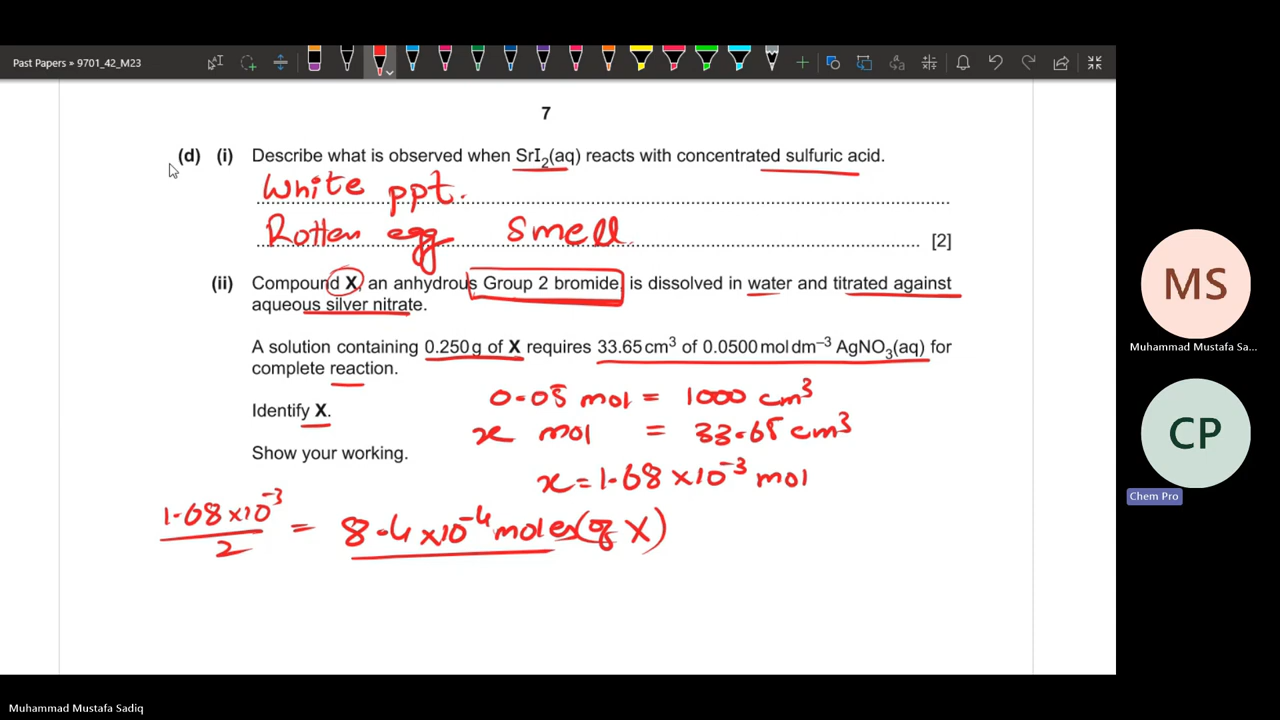 Past Papers » 9701_42_M23
7
(d) (i) Describe what is observed when SrI₂(aq) reacts with concentrated sulfuric acid.
White ppt.
Rotten egg smell. [2]
(ii) Compound X, an anhydrous Group 2 bromide, is dissolved in water and titrated against
aqueous silver nitrate.
A solution containing 0.250 g of X requires 33.65 cm³ of 0.0500 mol dm⁻³ AgNO₃(aq) for
complete reaction.
0.05 mol = 1000 cm³
Identify X.
x mol = 33.65 cm³
Show your working.
x = 1.68 × 10⁻³ mol
1.68 × 10⁻³ / 2 = 8.4 × 10⁻⁴ moles (of X)
MS
Muhammad Mustafa Sa...
CP
Chem Pro
Muhammad Mustafa Sadiq